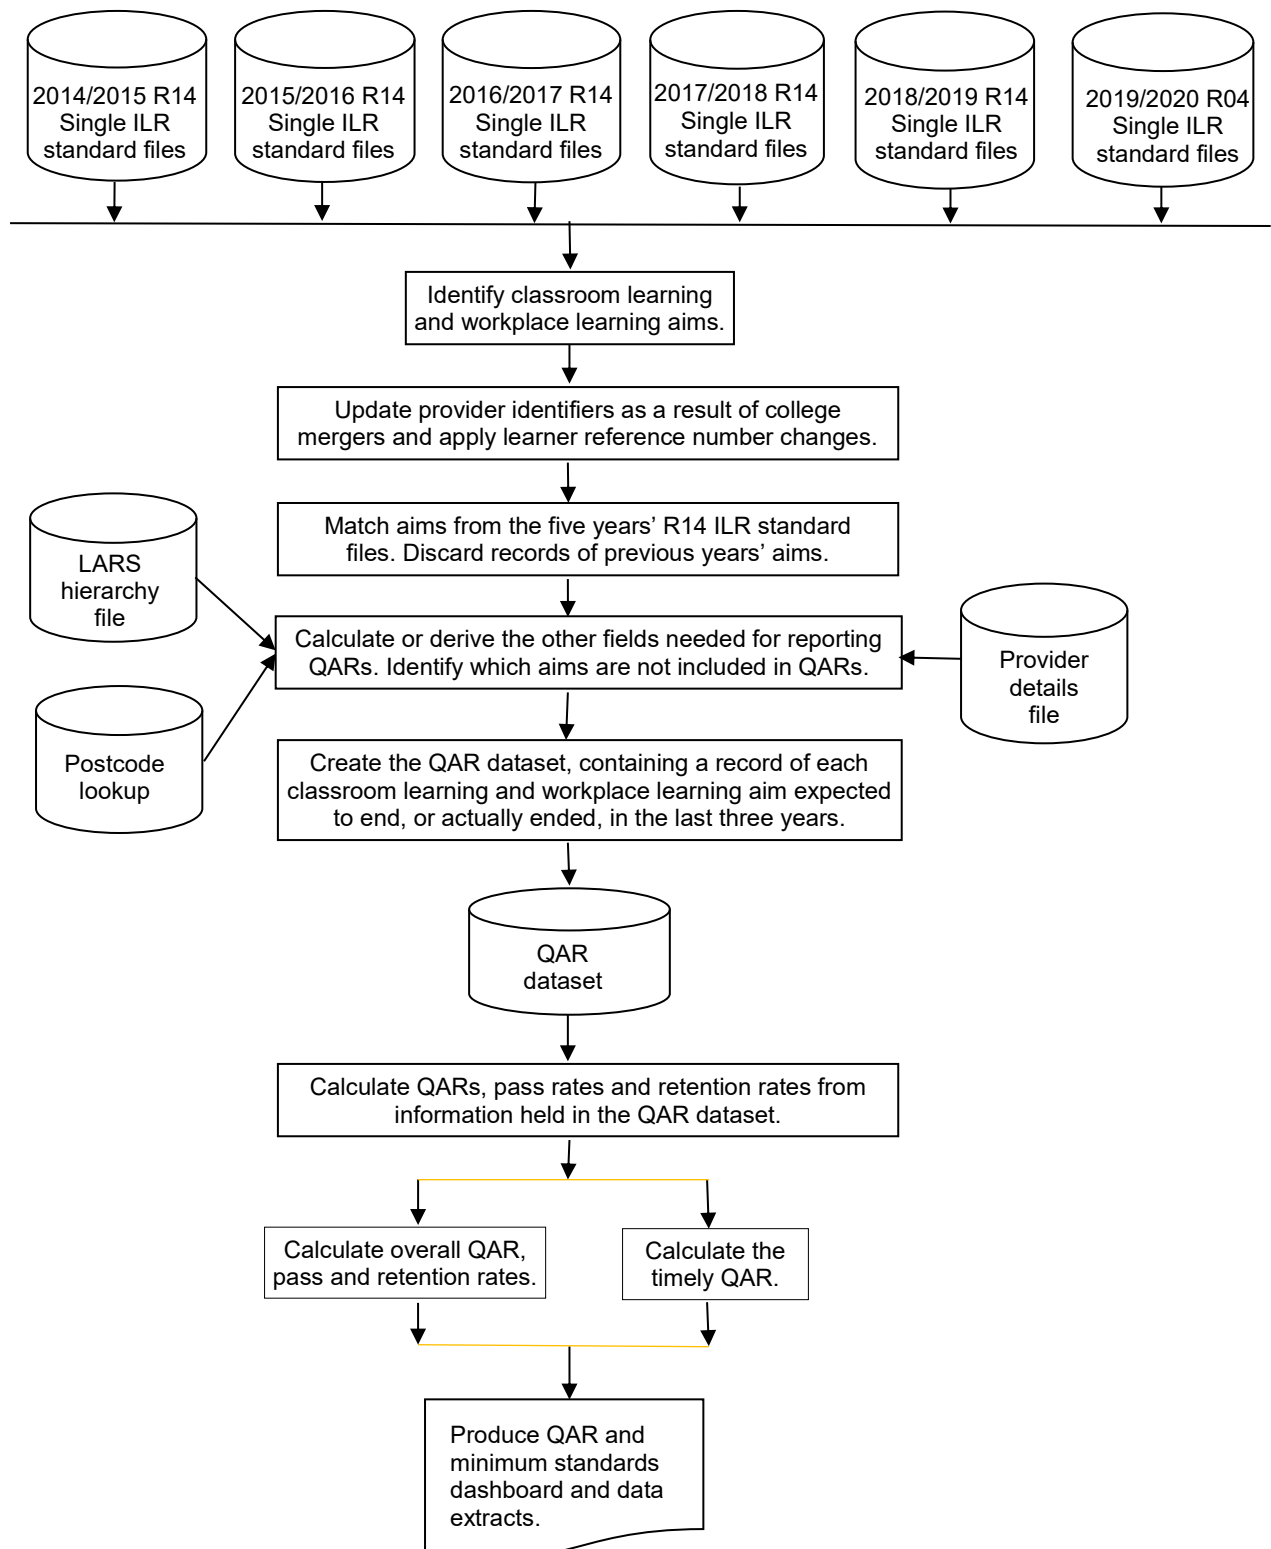 2014/2015 R14
Single ILR
standard files
2015/2016 R14
Single ILR
standard files
2016/2017 R14
Single ILR
standard files
2017/2018 R14
Single ILR
standard files
2018/2019 R14
Single ILR
standard files
2019/2020 R04
Single ILR
standard files
Identify classroom learning
and workplace learning aims.
Update provider identifiers as a result of college
mergers and apply learner reference number changes.
Match aims from the five years’ R14 ILR standard
files. Discard records of previous years’ aims.
LARS
hierarchy
file
Calculate or derive the other fields needed for reporting
QARs. Identify which aims are not included in QARs.
Provider
details
file
Postcode
lookup
Create the QAR dataset, containing a record of each
classroom learning and workplace learning aim expected
to end, or actually ended, in the last three years.
QAR
dataset
Calculate QARs, pass rates and retention rates from
information held in the QAR dataset.
Calculate overall QAR,
pass and retention rates.
Calculate the
timely QAR.
Produce QAR and
minimum standards
dashboard and data
extracts.